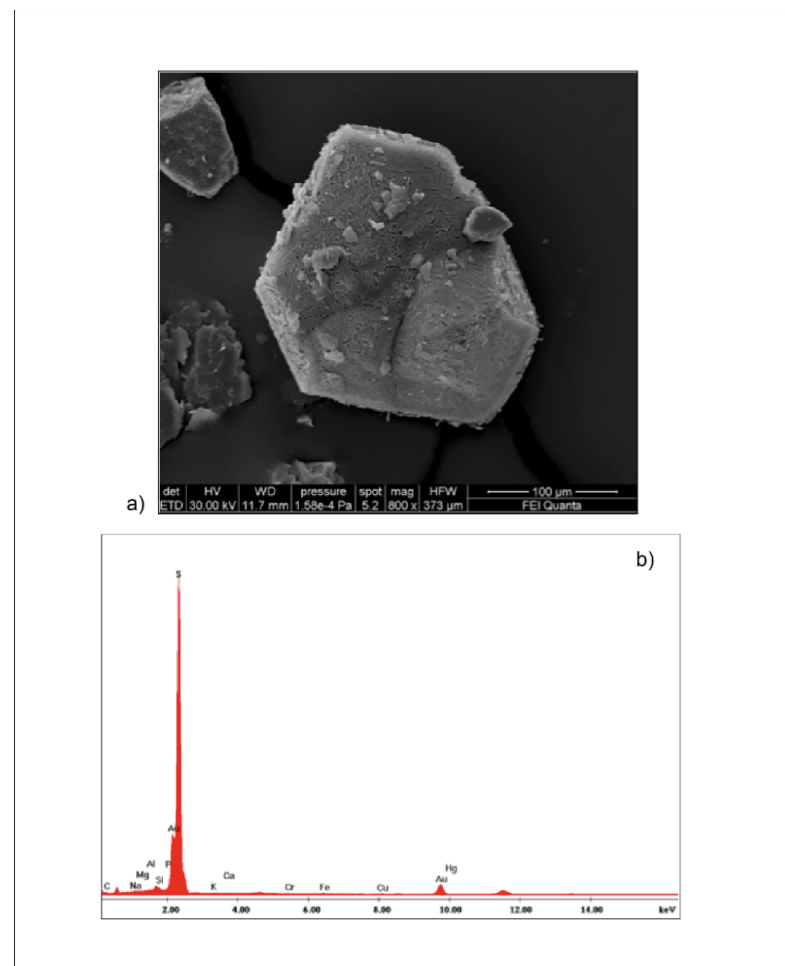 det HV WD pressure spot mag HFW 100 µm
ETD 30.00 kV 11.7 mm 1.58e-4 Pa 5.2 800 x 373 µm FEI Quanta
a)
b)
S
Au
Al P
Mg Si
C Na
Ca
K Cr Fe Cu
Hg
Au
2.00 4.00 6.00 8.00 10.00 12.00 14.00 keV